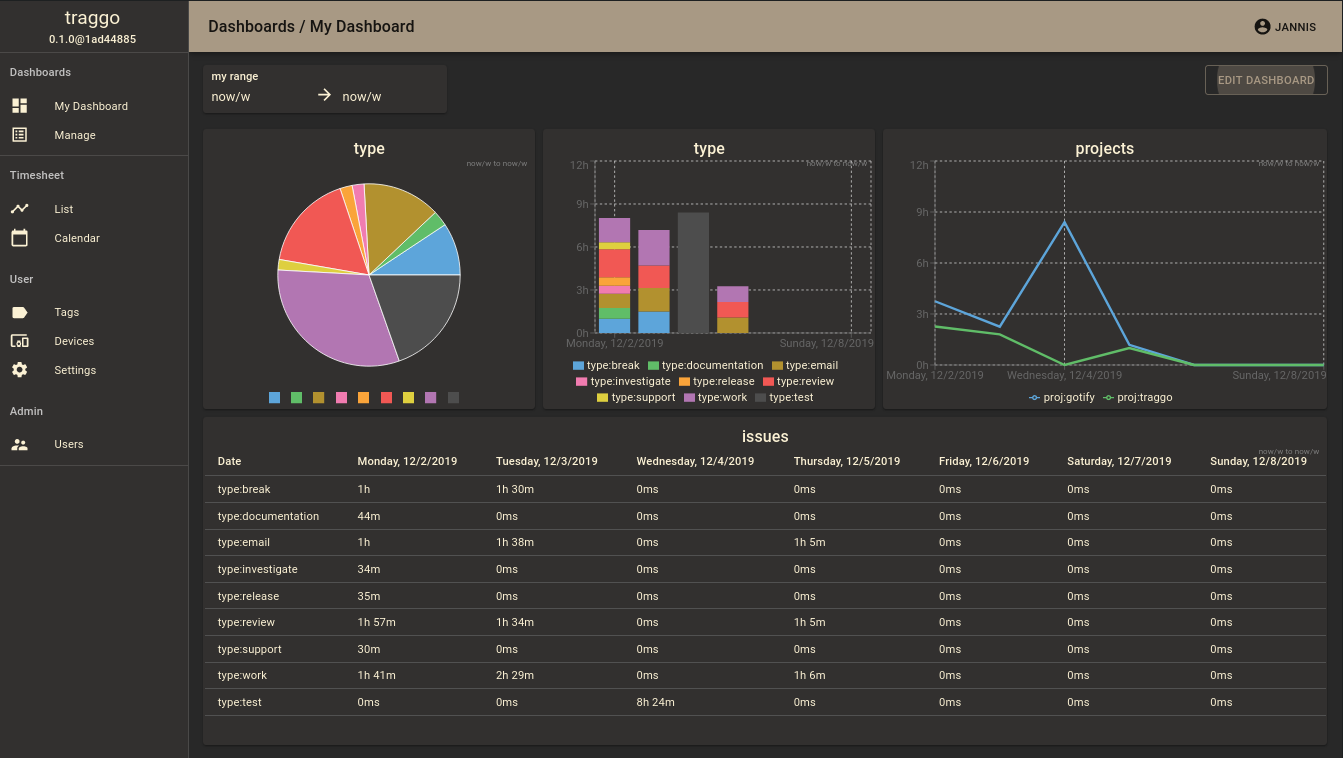 traggo
0.1.0@1ad44885
Dashboards
My Dashboard
Manage
Timesheet
List
Calendar
User
Tags
Devices
Settings
Admin
Users
Dashboards / My Dashboard
JANNIS
my range
now/w now/w
EDIT DASHBOARD
type
now/w to now/w
type
now/w to now/w
12h
9h
6h
3h
0h
Monday, 12/2/2019 Sunday, 12/8/2019
type:break type:documentation type:email
type:investigate type:release type:review
type:support type:work type:test
projects
now/w to now/w
12h
9h
6h
3h
0h
Monday, 12/2/2019 Wednesday, 12/4/2019 Sunday, 12/8/2019
proj:gotify proj:traggo
issues
now/w to now/w
Date Monday, 12/2/2019 Tuesday, 12/3/2019 Wednesday, 12/4/2019 Thursday, 12/5/2019 Friday, 12/6/2019 Saturday, 12/7/2019 Sunday, 12/8/2019
type:break 1h 1h 30m 0ms 0ms 0ms 0ms 0ms
type:documentation 44m 0ms 0ms 0ms 0ms 0ms 0ms
type:email 1h 1h 38m 0ms 1h 5m 0ms 0ms 0ms
type:investigate 34m 0ms 0ms 0ms 0ms 0ms 0ms
type:release 35m 0ms 0ms 0ms 0ms 0ms 0ms
type:review 1h 57m 1h 34m 0ms 1h 5m 0ms 0ms 0ms
type:support 30m 0ms 0ms 0ms 0ms 0ms 0ms
type:work 1h 41m 2h 29m 0ms 1h 6m 0ms 0ms 0ms
type:test 0ms 0ms 8h 24m 0ms 0ms 0ms 0ms